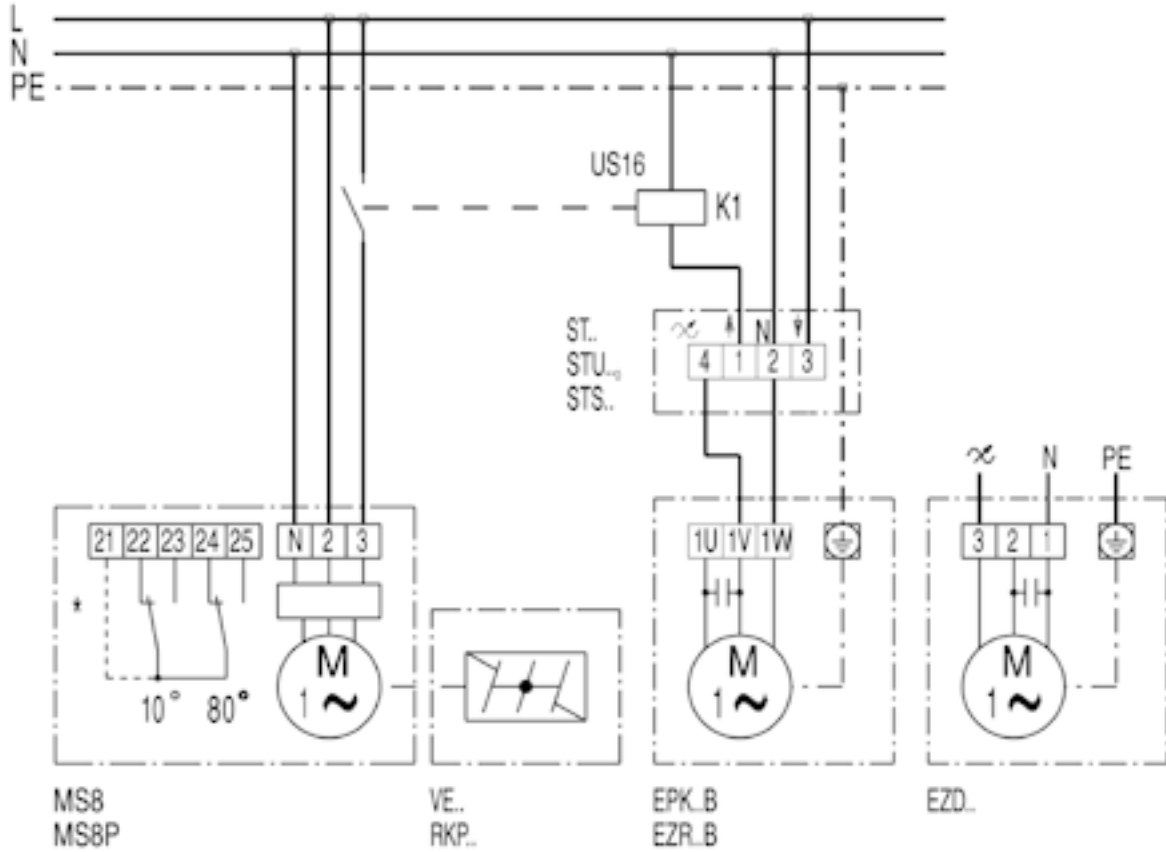 L
N
PE
US16
K1
ST..
STU..
STS..
N
4 1 2 3
N PE
21 22 23 24 25
N 2 3
1U 1V 1W
3 2 1
*
10° 80°
M
1 ~
M
1 ~
M
1 ~
MS8
MS8P
VE..
RKP..
EPK..B
EZR..B
EZD..